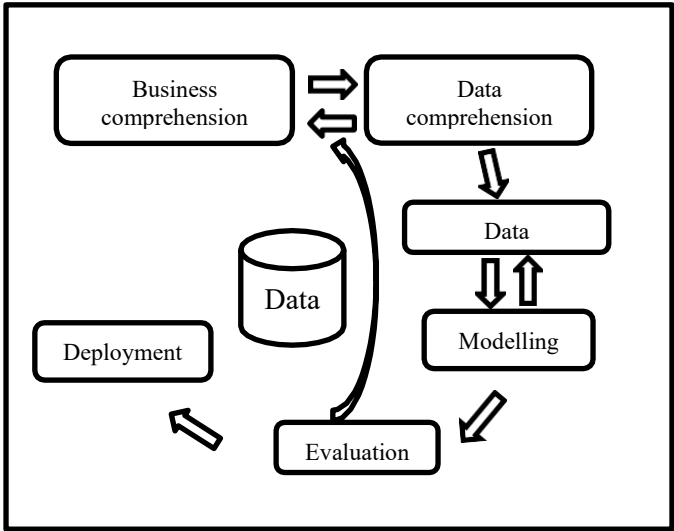 Business
comprehension
Data
comprehension
Data
Data
Modelling
Deployment
Evaluation